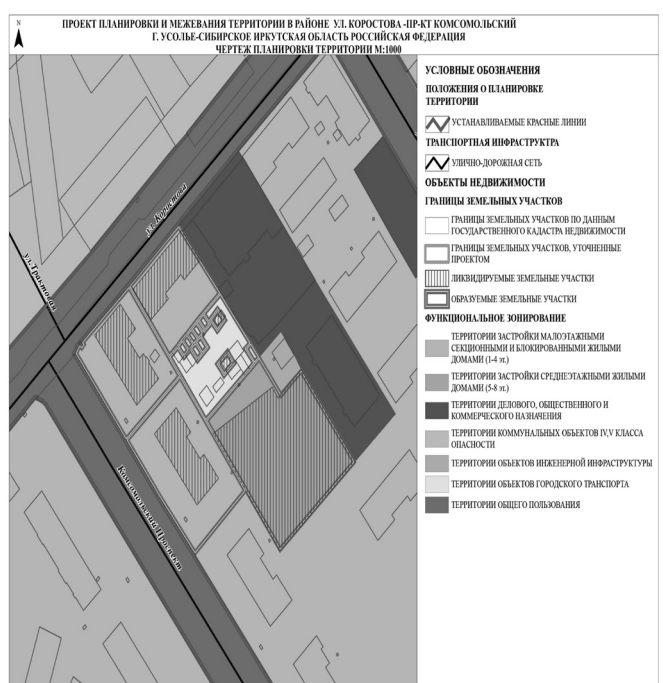 ПРОЕКТ ПЛАНИРОВКИ И МЕЖЕВАНИЯ ТЕРРИТОРИИ В РАЙОНЕ УЛ. КОРОСТОВА -ПР-КТ КОМСОМОЛЬСКИЙ
Г. УСОЛЬЕ-СИБИРСКОЕ ИРКУТСКАЯ ОБЛАСТЬ РОССИЙСКАЯ ФЕДЕРАЦИЯ
ЧЕРТЕЖ ПЛАНИРОВКИ ТЕРРИТОРИИ М:1000
N
ул. Коростова
ул.Трактовая
Комсомольский Проспект
УСЛОВНЫЕ ОБОЗНАЧЕНИЯ
ПОЛОЖЕНИЯ О ПЛАНИРОВКЕ
ТЕРРИТОРИИ
УСТАНАВЛИВАЕМЫЕ КРАСНЫЕ ЛИНИИ
ТРАНСПОРТНАЯ ИНФРАСТРУКТРА
УЛИЧНО-ДОРОЖНАЯ СЕТЬ
ОБЪЕКТЫ НЕДВИЖИМОСТИ
ГРАНИЦЫ ЗЕМЕЛЬНЫХ УЧАСТКОВ
ГРАНИЦЫ ЗЕМЕЛЬНЫХ УЧАСТКОВ ПО ДАННЫМ
ГОСУДАРСТВЕННОГО КАДАСТРА НЕДВИЖИМОСТИ
ГРАНИЦЫ ЗЕМЕЛЬНЫХ УЧАСТКОВ, УТОЧНЕННЫЕ
ПРОЕКТОМ
ЛИКВИДИРУЕМЫЕ ЗЕМЕЛЬНЫЕ УЧАСТКИ
ОБРАЗУЕМЫЕ ЗЕМЕЛЬНЫЕ УЧАСТКИ
ФУНКЦИОНАЛЬНОЕ ЗОНИРОВАНИЕ
ТЕРРИТОРИИ ЗАСТРОЙКИ МАЛОЭТАЖНЫМИ
СЕКЦИОННЫМИ И БЛОКИРОВАННЫМИ ЖИЛЫМИ
ДОМАМИ (1-4 эт.)
ТЕРРИТОРИИ ЗАСТРОЙКИ СРЕДНЕЭТАЖНЫМИ ЖИЛЫМИ
ДОМАМИ (5-8 эт.)
ТЕРРИТОРИИ ДЕЛОВОГО, ОБЩЕСТВЕННОГО И
КОММЕРЧЕСКОГО НАЗНАЧЕНИЯ
ТЕРРИТОРИИ КОММУНАЛЬНЫХ ОБЪЕКТОВ IV,V КЛАССА
ОПАСНОСТИ
ТЕРРИТОРИИ ОБЪЕКТОВ ИНЖЕНЕРНОЙ ИНФРАСТРУКТУРЫ
ТЕРРИТОРИИ ОБЪЕКТОВ ГОРОДСКОГО ТРАНСПОРТА
ТЕРРИТОРИИ ОБЩЕГО ПОЛЬЗОВАНИЯ